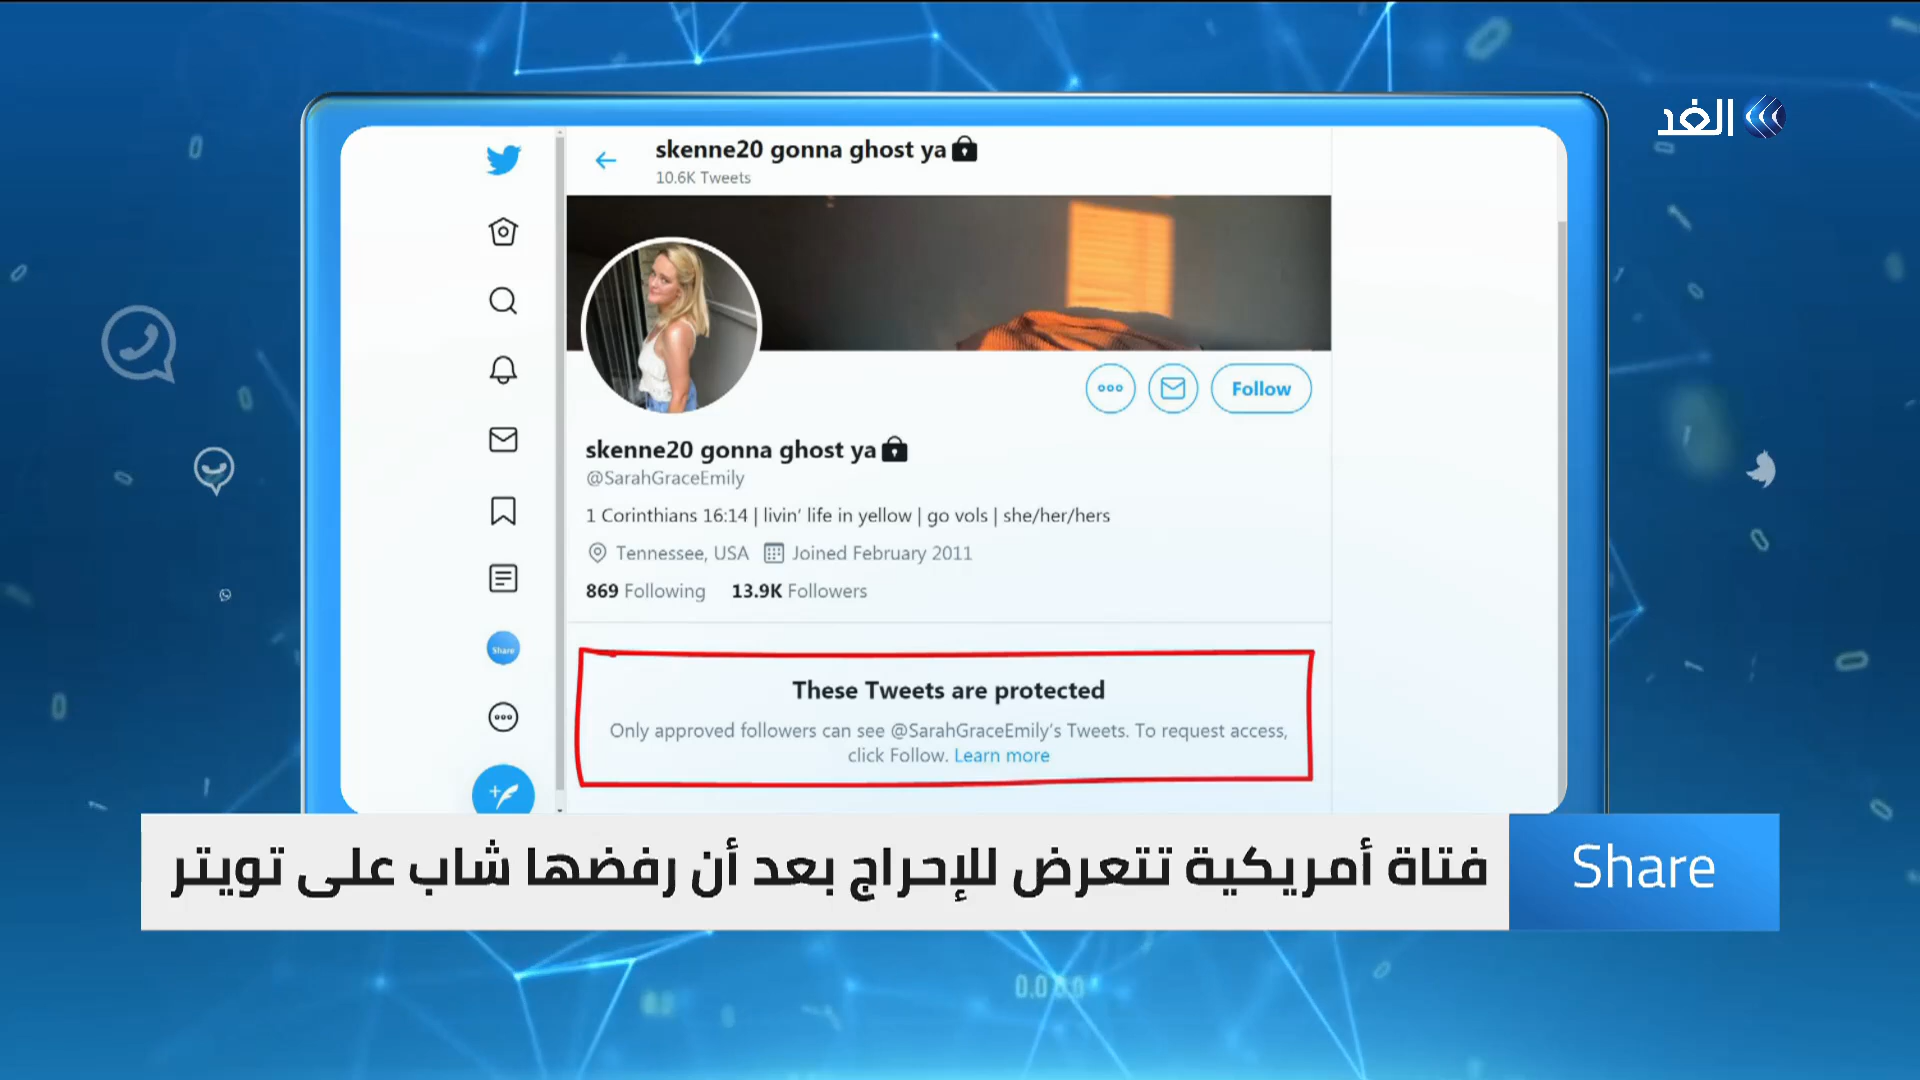 الغد
skenne20 gonna ghost ya
10.6K Tweets
Follow
skenne20 gonna ghost ya
@SarahGraceEmily
1 Corinthians 16:14 | livin' life in yellow | go vols | she/her/hers
Tennessee, USA Joined February 2011
869 Following 13.9K Followers
Share
These Tweets are protected
Only approved followers can see @SarahGraceEmily's Tweets. To request access,
click Follow. Learn more
Share
فتاة أمريكية تتعرض للإحراج بعد أن رفضها شاب على تويتر